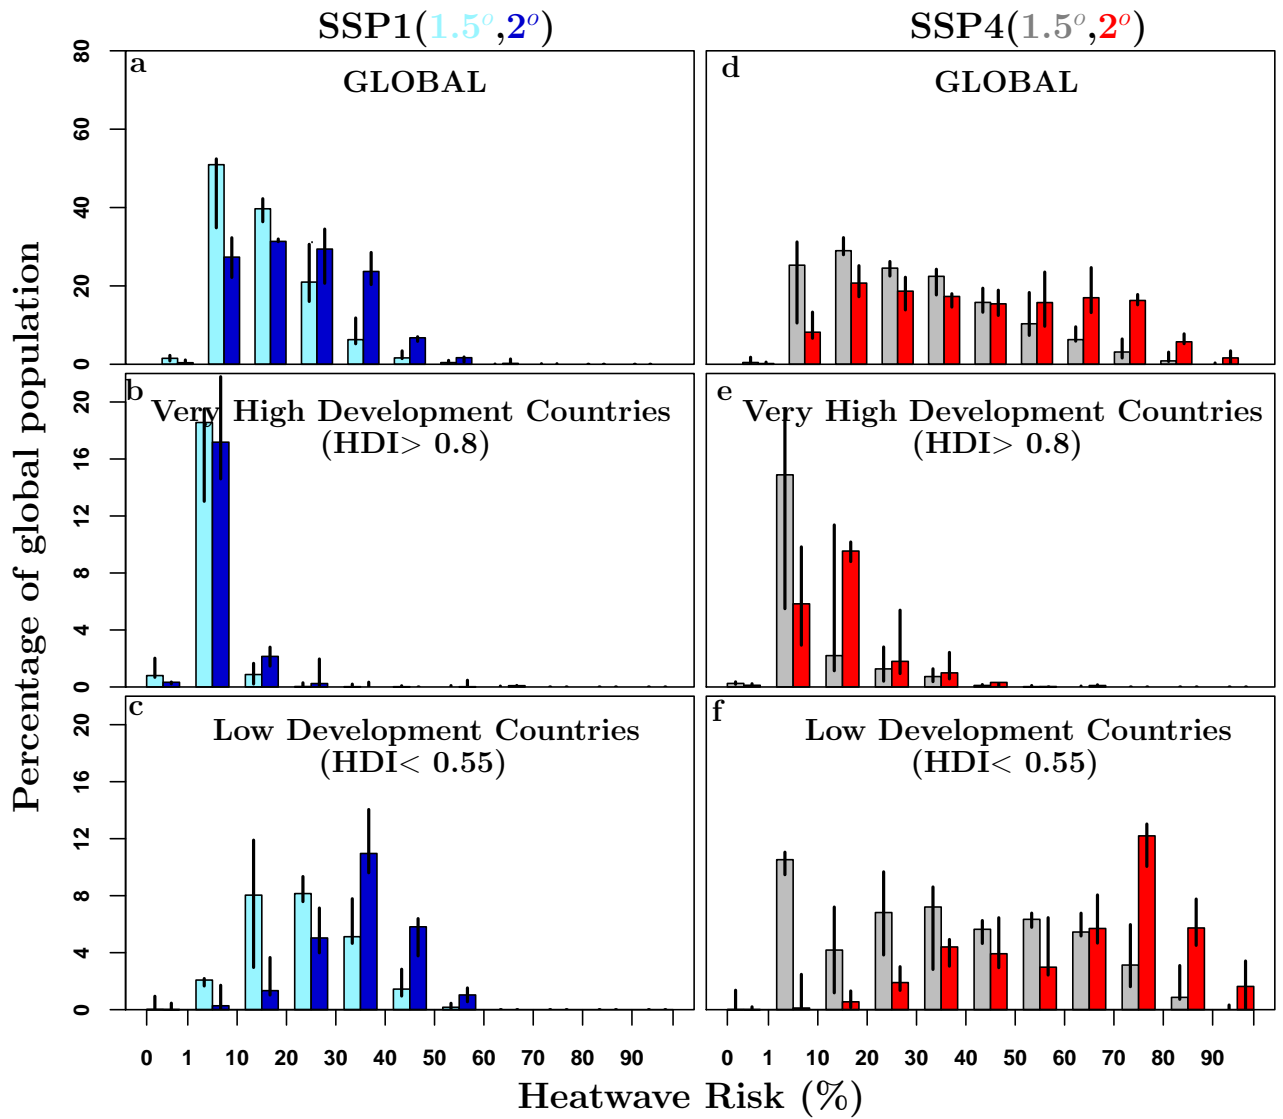 SSP1(1.5°,2°)
SSP4(1.5°,2°)
Percentage of global population
a
GLOBAL
80
60
40
20
0
d
GLOBAL
b
Very High Development Countries
(HDI> 0.8)
20
16
12
8
4
0
e
Very High Development Countries
(HDI> 0.8)
c
Low Development Countries
(HDI< 0.55)
20
16
12
8
4
0
f
Low Development Countries
(HDI< 0.55)
0 1 10 20 30 40 50 60 70 80 90
0 1 10 20 30 40 50 60 70 80 90
Heatwave Risk (%)